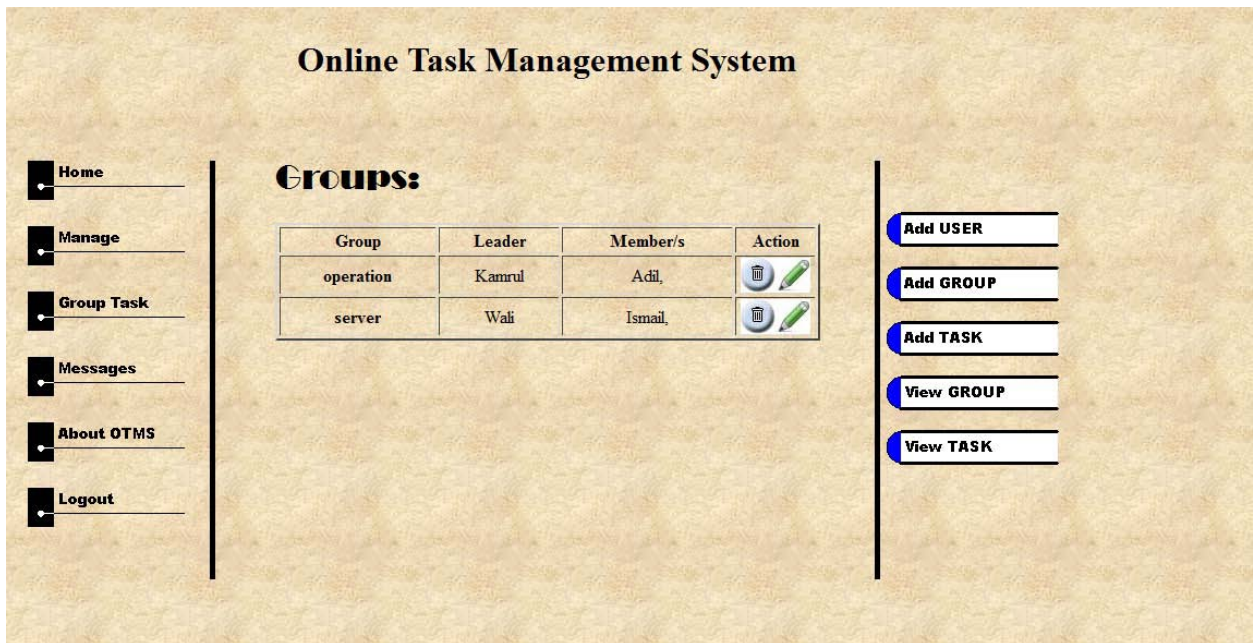 Online Task Management System
Home
Manage
Group Task
Messages
About OTMS
Logout
Groups:
Group Leader Member/s Action
operation Kamrul Adil,
server Wali Ismail,
Add USER
Add GROUP
Add TASK
View GROUP
View TASK